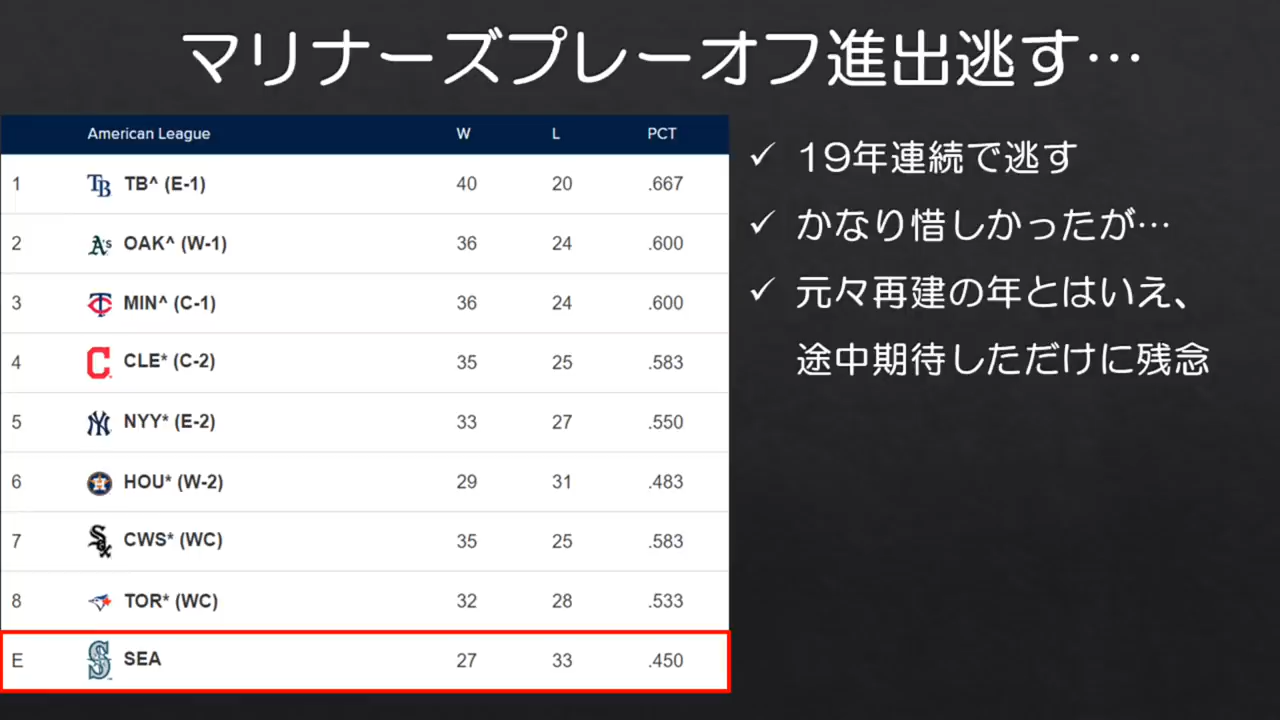 マリナーズプレーオフ進出逃す…
American League W L PCT
1 TB^ (E-1) 40 20 .667
2 OAK^ (W-1) 36 24 .600
3 MIN^ (C-1) 36 24 .600
4 CLE* (C-2) 35 25 .583
5 NYY* (E-2) 33 27 .550
6 HOU* (W-2) 29 31 .483
7 CWS* (WC) 35 25 .583
8 TOR* (WC) 32 28 .533
E SEA 27 33 .450
✓ 19年連続で逃す
✓ かなり惜しかったが…
✓ 元々再建の年とはいえ、
途中期待しただけに残念